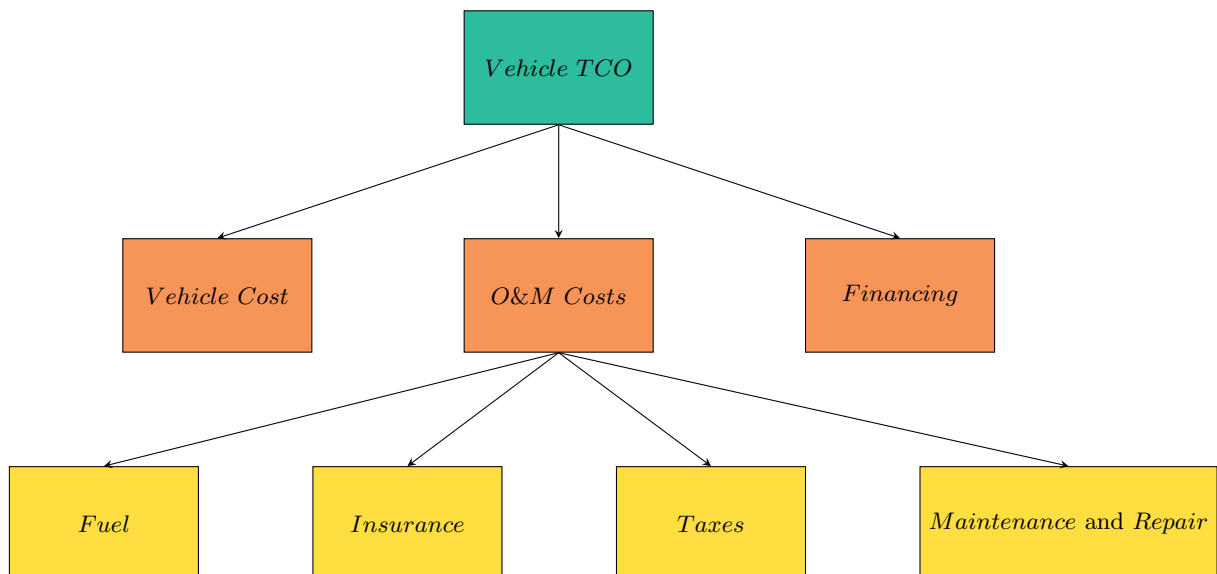 Vehicle TCO
Vehicle Cost
O&M Costs
Financing
Fuel
Insurance
Taxes
Maintenance and Repair